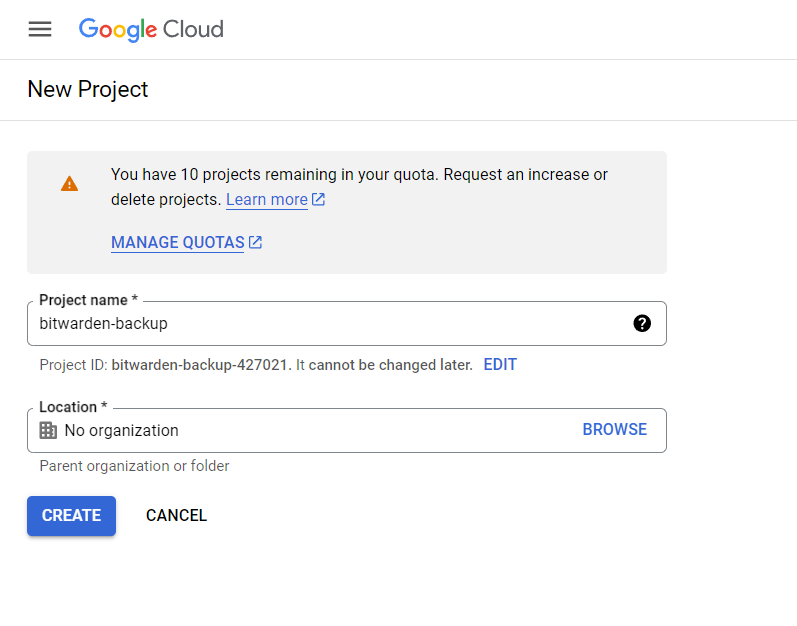 Google Cloud
New Project
You have 10 projects remaining in your quota. Request an increase or
delete projects. Learn more
MANAGE QUOTAS
Project name *
bitwarden-backup
Project ID: bitwarden-backup-427021. It cannot be changed later. EDIT
Location *
No organization BROWSE
Parent organization or folder
CREATE CANCEL